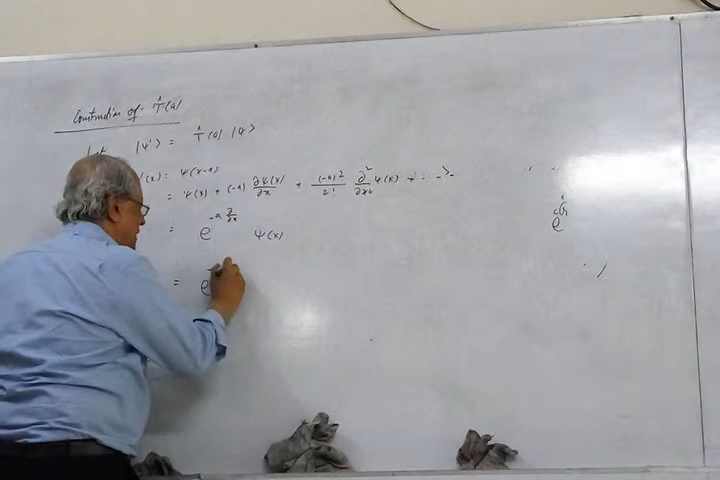 Construction of T̂(a)
Let |ψ'> = T̂(a) |ψ>
'(x) = ψ(x-a)
= ψ(x) + (-a) ∂ψ(x)/∂x + (-a)²/2! ∂²/∂x² ψ(x) + - ->-
= e^{-a ∂/∂x} ψ(x)
= e